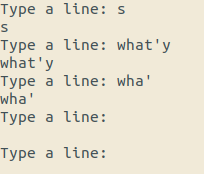 Type a line: s
s
Type a line: what'y
what'y
Type a line: wha'
wha'
Type a line:

Type a line: